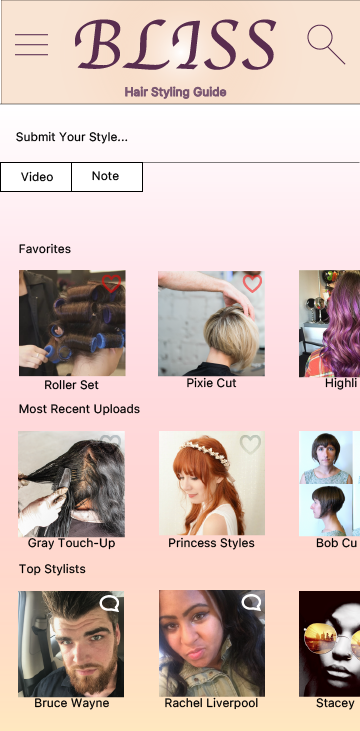 BLISS
Hair Styling Guide
Submit Your Style...
Video
Note
Favorites
Roller Set
Pixie Cut
Highli
Most Recent Uploads
Gray Touch-Up
Princess Styles
Bob Cu
Top Stylists
Bruce Wayne
Rachel Liverpool
Stacey